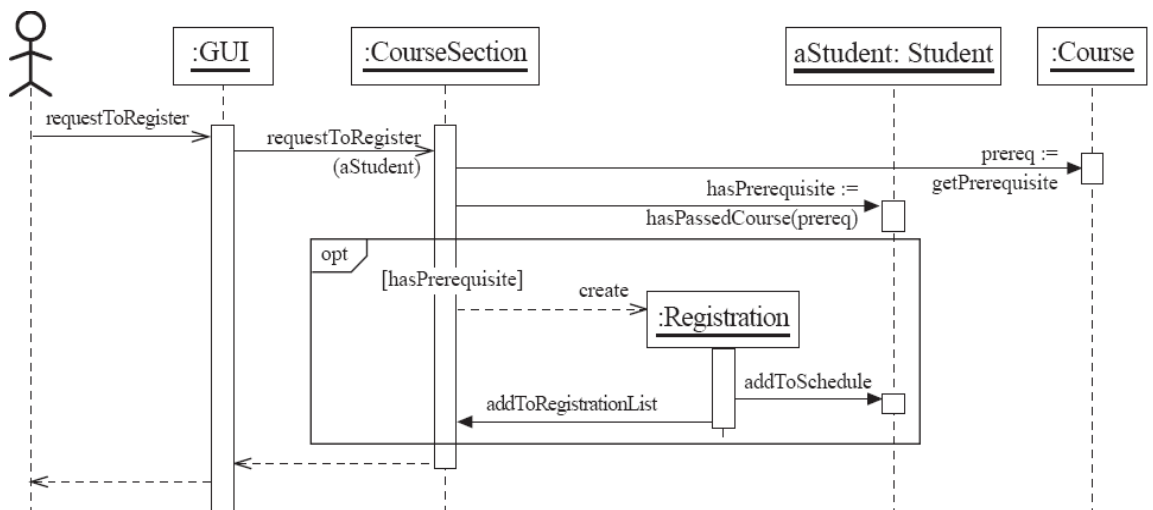 :GUI
:CourseSection
aStudent: Student
:Course
requestToRegister
requestToRegister
(aStudent)
prereq :=
getPrerequisite
hasPrerequisite :=
hasPassedCourse(prereq)
opt
[hasPrerequisite]
create
:Registration
addToSchedule
addToRegistrationList